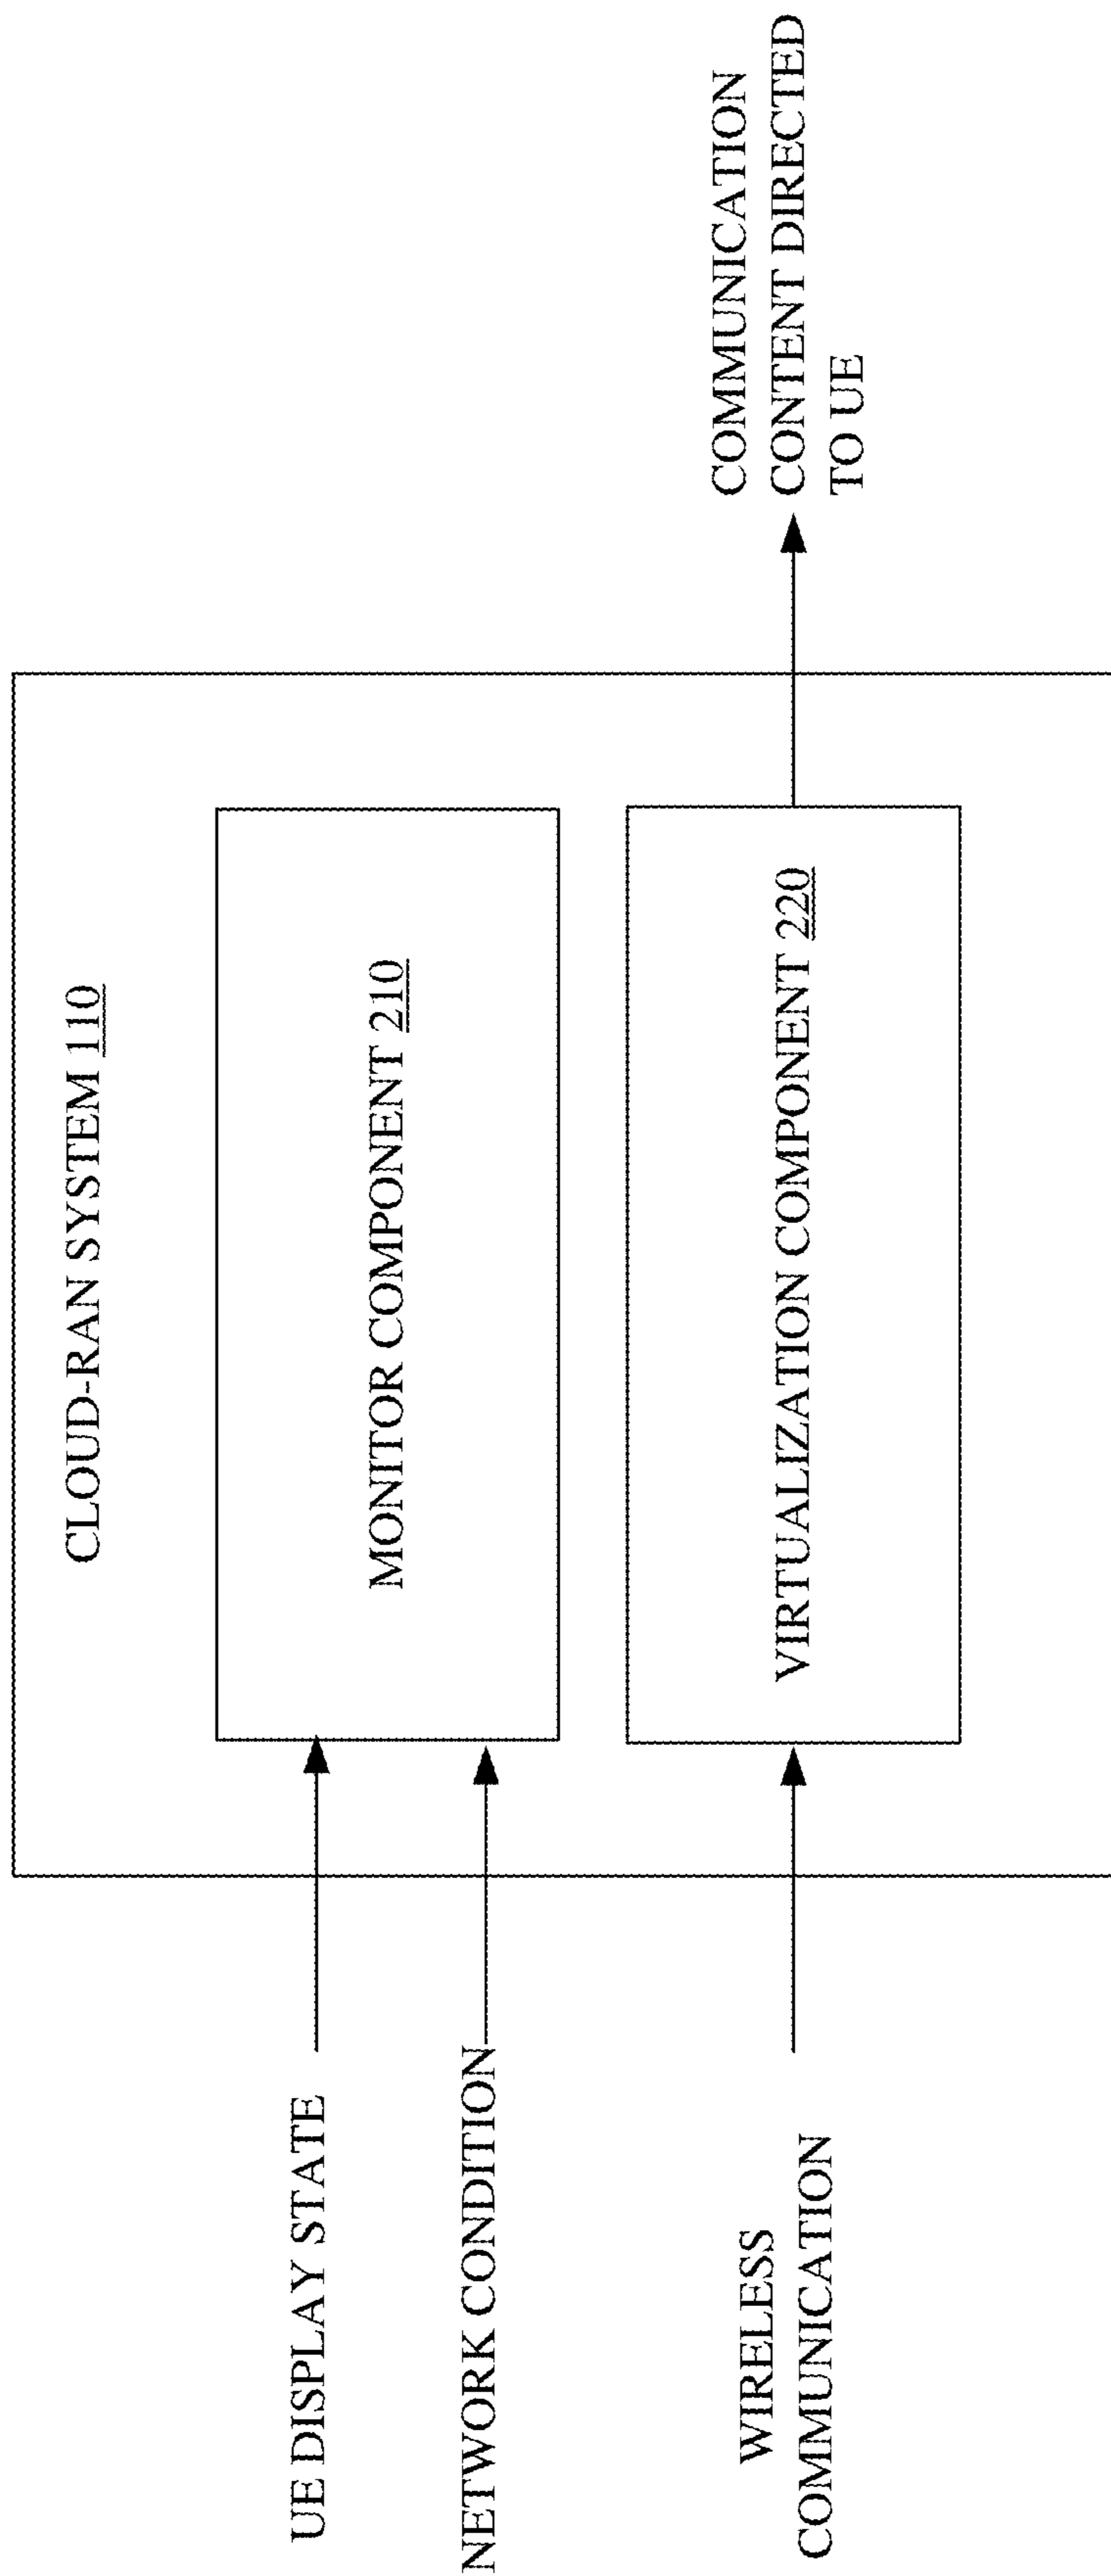 CLOUD-RAN SYSTEM 110
UE DISPLAY STATE
NETWORK CONDITION
MONITOR COMPONENT 210
WIRELESS
COMMUNICATION
VIRTUALIZATION COMPONENT 220
COMMUNICATION
CONTENT DIRECTED
TO UE